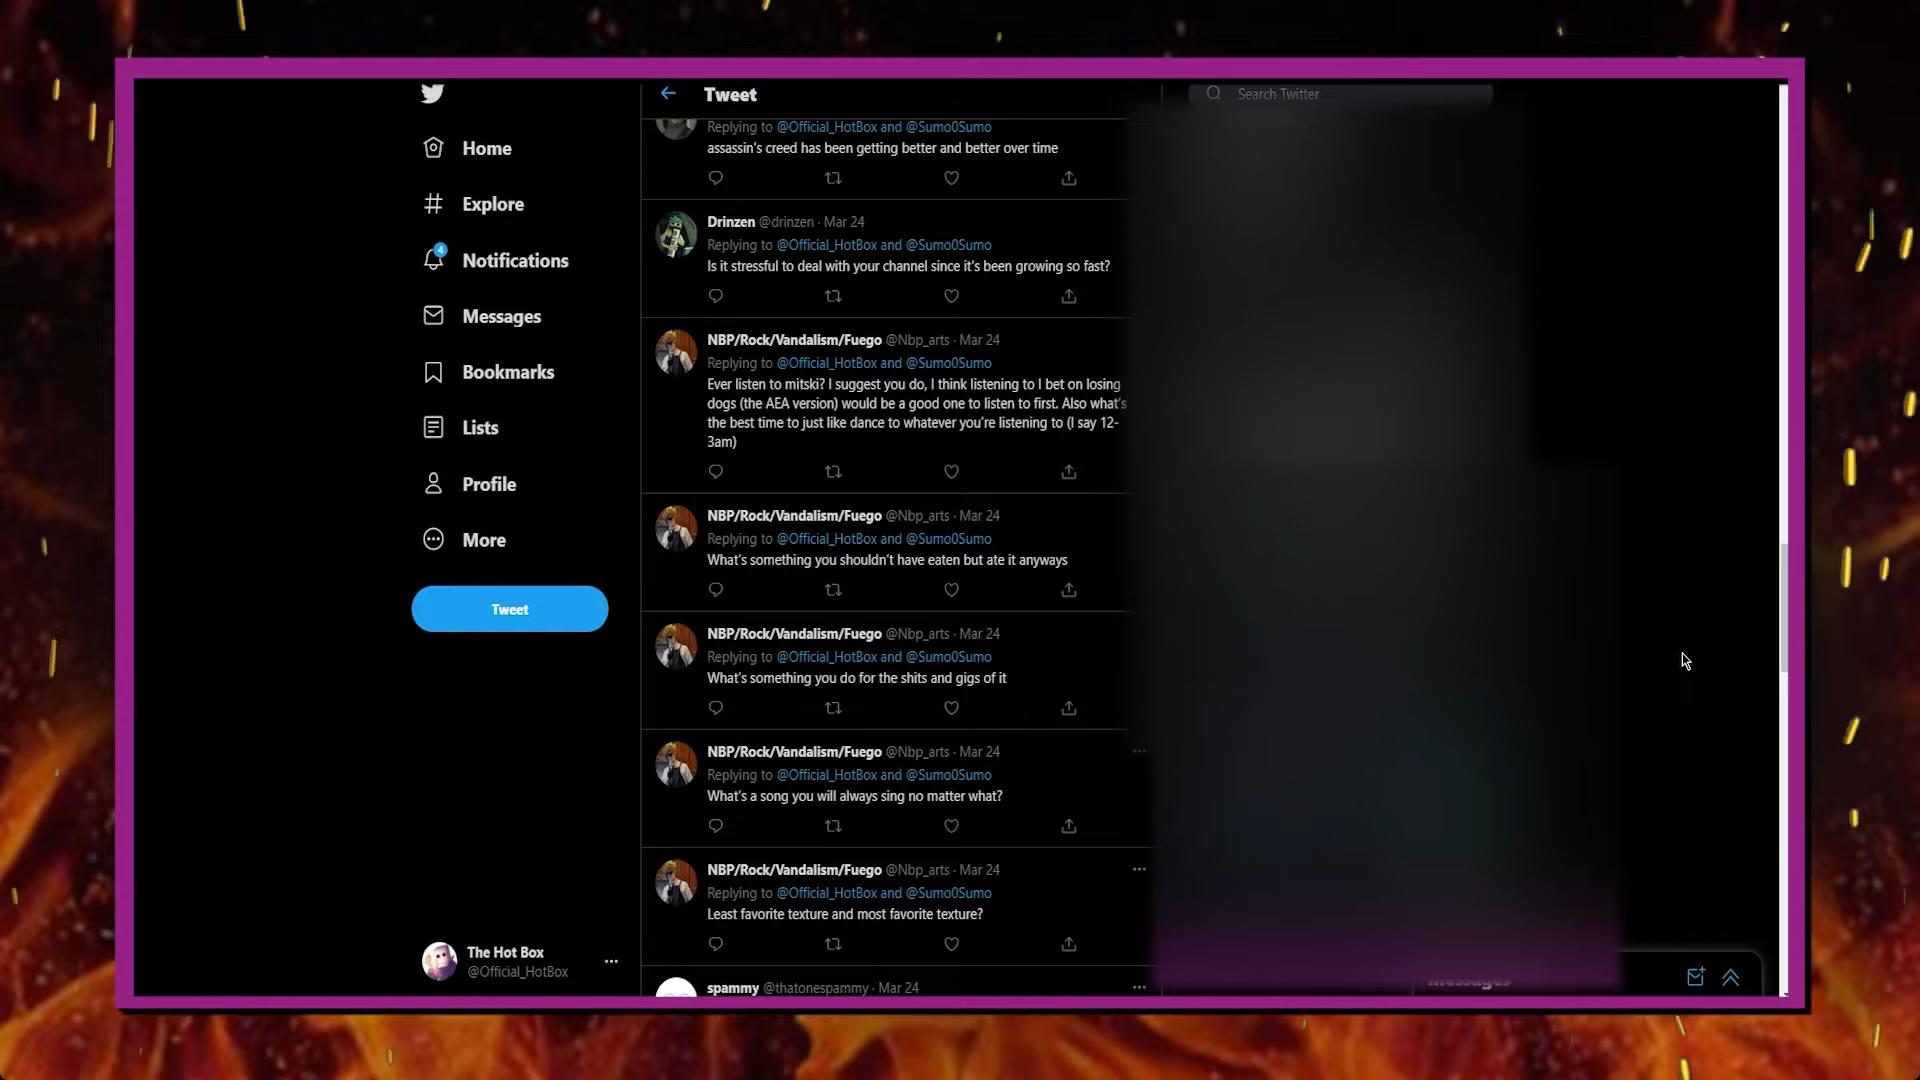 Home
Explore
4
Notifications
Messages
Bookmarks
Lists
Profile
More
Tweet
The Hot Box
@Official_HotBox
Tweet
Search Twitter
Replying to @Official_HotBox and @Sumo0Sumo
assassin's creed has been getting better and better over time
Drinzen @drinzen · Mar 24
Replying to @Official_HotBox and @Sumo0Sumo
Is it stressful to deal with your channel since it's been growing so fast?
NBP/Rock/Vandalism/Fuego @Nbp_arts · Mar 24
Replying to @Official_HotBox and @Sumo0Sumo
Ever listen to mitski? I suggest you do, I think listening to I bet on losing
dogs (the AEA version) would be a good one to listen to first. Also what's
the best time to just like dance to whatever you're listening to (I say 12-
3am)
NBP/Rock/Vandalism/Fuego @Nbp_arts · Mar 24
Replying to @Official_HotBox and @Sumo0Sumo
What's something you shouldn't have eaten but ate it anyways
NBP/Rock/Vandalism/Fuego @Nbp_arts · Mar 24
Replying to @Official_HotBox and @Sumo0Sumo
What's something you do for the shits and gigs of it
NBP/Rock/Vandalism/Fuego @Nbp_arts · Mar 24
Replying to @Official_HotBox and @Sumo0Sumo
What's a song you will always sing no matter what?
NBP/Rock/Vandalism/Fuego @Nbp_arts · Mar 24
Replying to @Official_HotBox and @Sumo0Sumo
Least favorite texture and most favorite texture?
spammy @thatonespammy · Mar 24